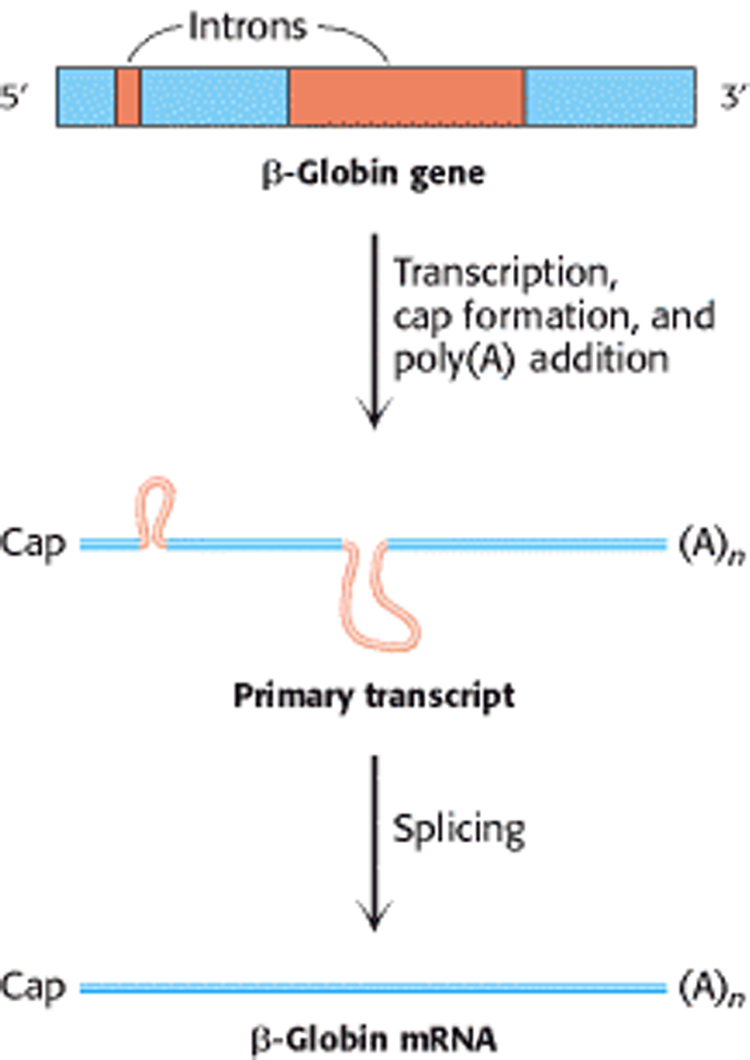 Introns
5′ 3′
β-Globin gene
Transcription,
cap formation, and
poly(A) addition
Cap (A)n
Primary transcript
Splicing
Cap (A)n
β-Globin mRNA